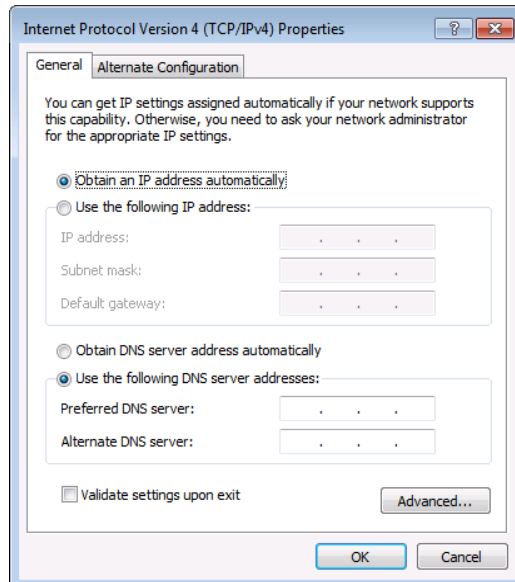 Internet Protocol Version 4 (TCP/IPv4) Properties
?
General
Alternate Configuration
You can get IP settings assigned automatically if your network supports
this capability. Otherwise, you need to ask your network administrator
for the appropriate IP settings.
Obtain an IP address automatically
Use the following IP address:
IP address: . . .
Subnet mask: . . .
Default gateway: . . .
Obtain DNS server address automatically
Use the following DNS server addresses:
Preferred DNS server: . . .
Alternate DNS server: . . .
Validate settings upon exit
Advanced...
OK
Cancel